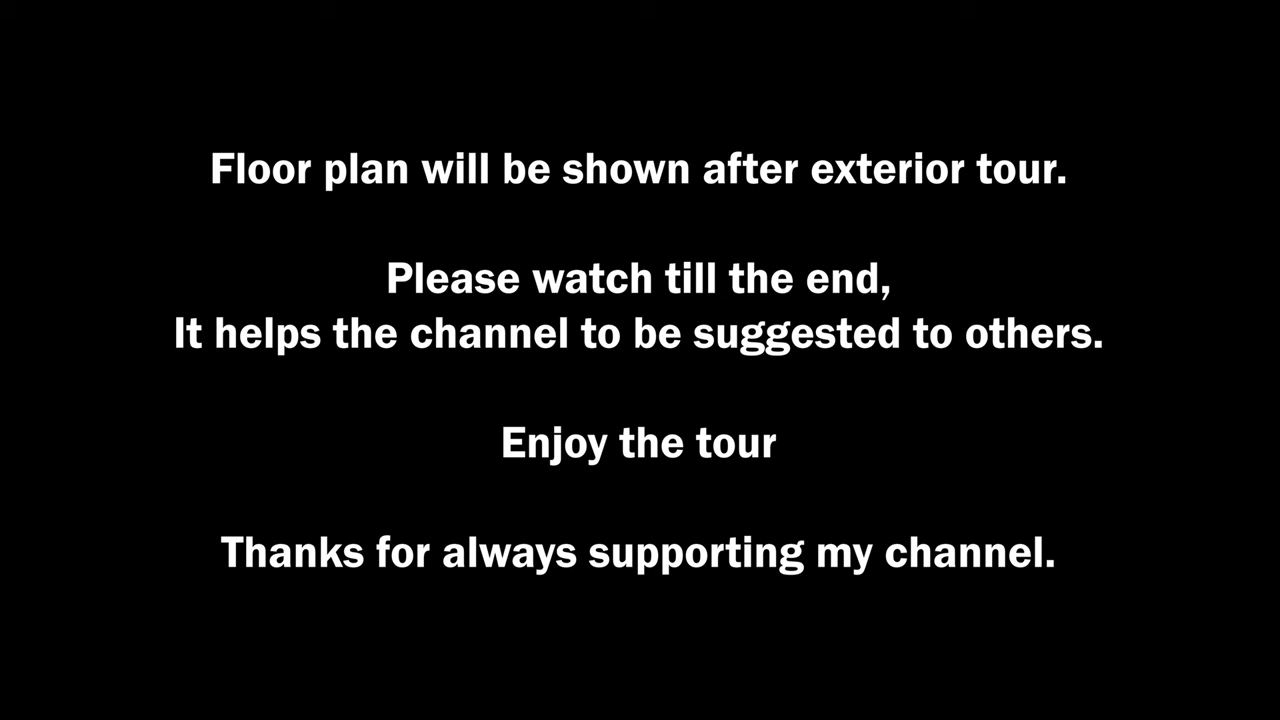 Floor plan will be shown after exterior tour.
Please watch till the end,
It helps the channel to be suggested to others.
Enjoy the tour
Thanks for always supporting my channel.